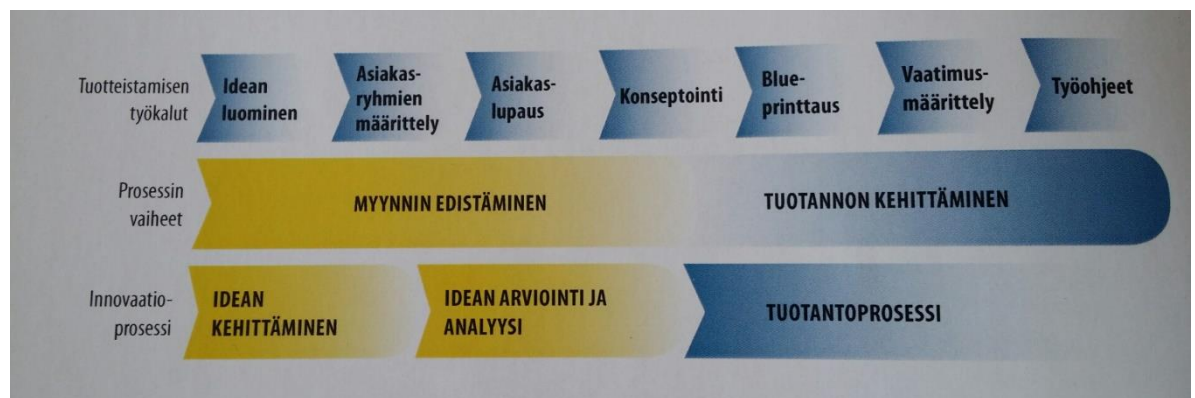 Tuotteistamisen
työkalut
Idean
luominen
Asiakas-
ryhmien
määrittely
Asiakas-
lupaus
Konseptointi
Blue-
printtaus
Vaatimus-
määrittely
Työohjeet
Prosessin
vaiheet
MYYNNIN EDISTÄMINEN
TUOTANNON KEHITTÄMINEN
Innovaatio-
prosessi
IDEAN
KEHITTÄMINEN
IDEAN ARVIOINTI JA
ANALYYSI
TUOTANTOPROSESSI